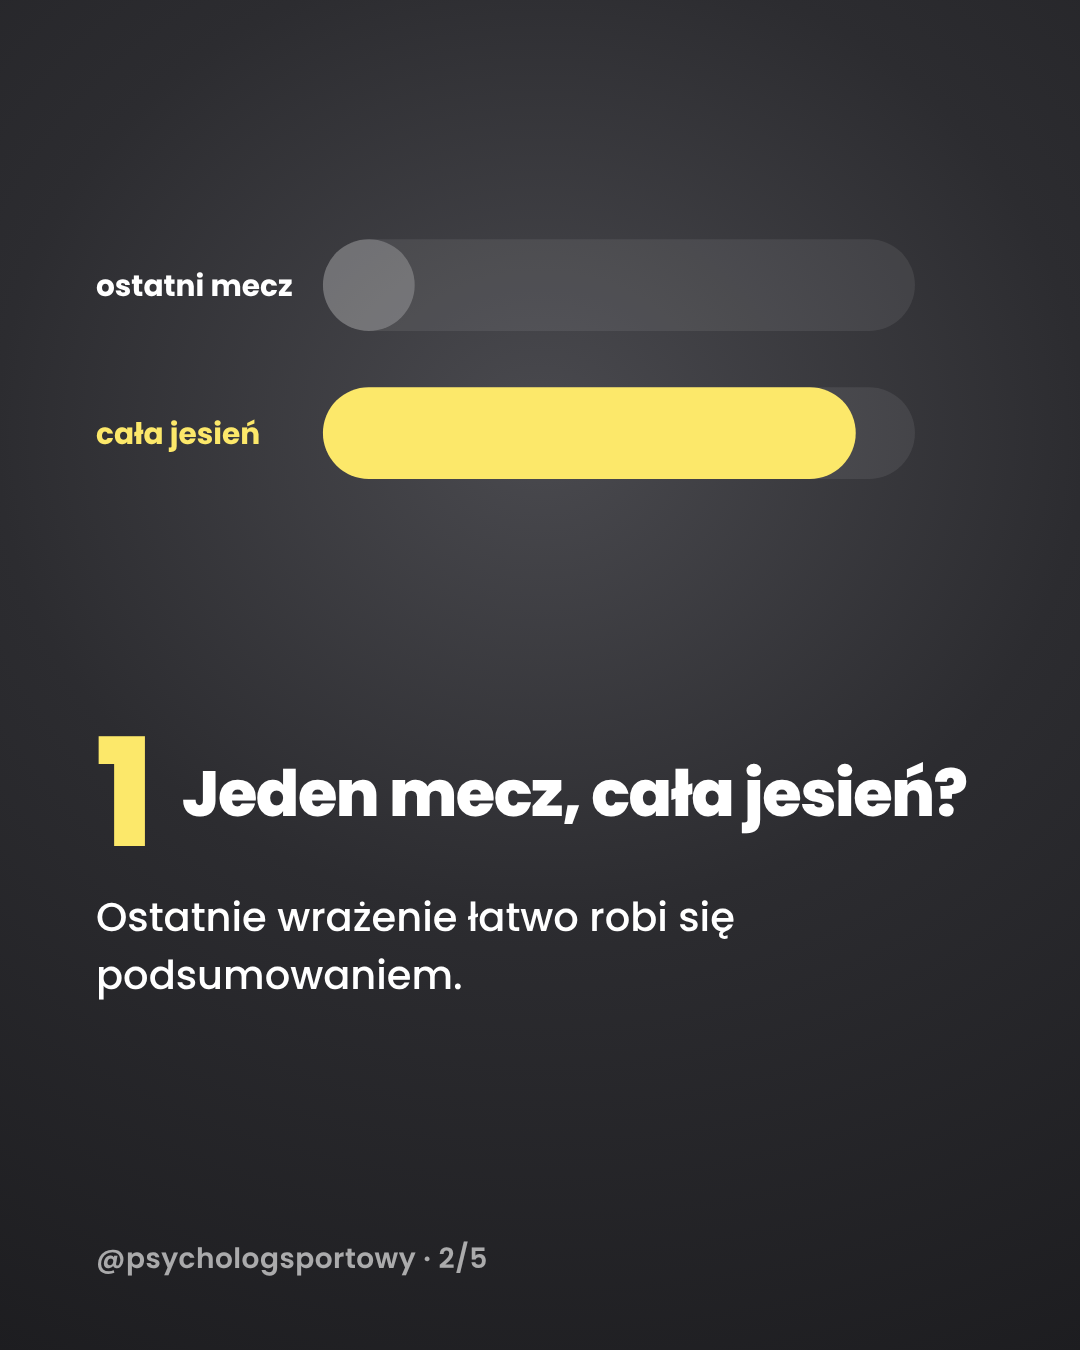 ostatni mecz
cała jesień
1 Jeden mecz, cała jesień?
Ostatnie wrażenie łatwo robi się
podsumowaniem.
@psychologsportowy · 2/5